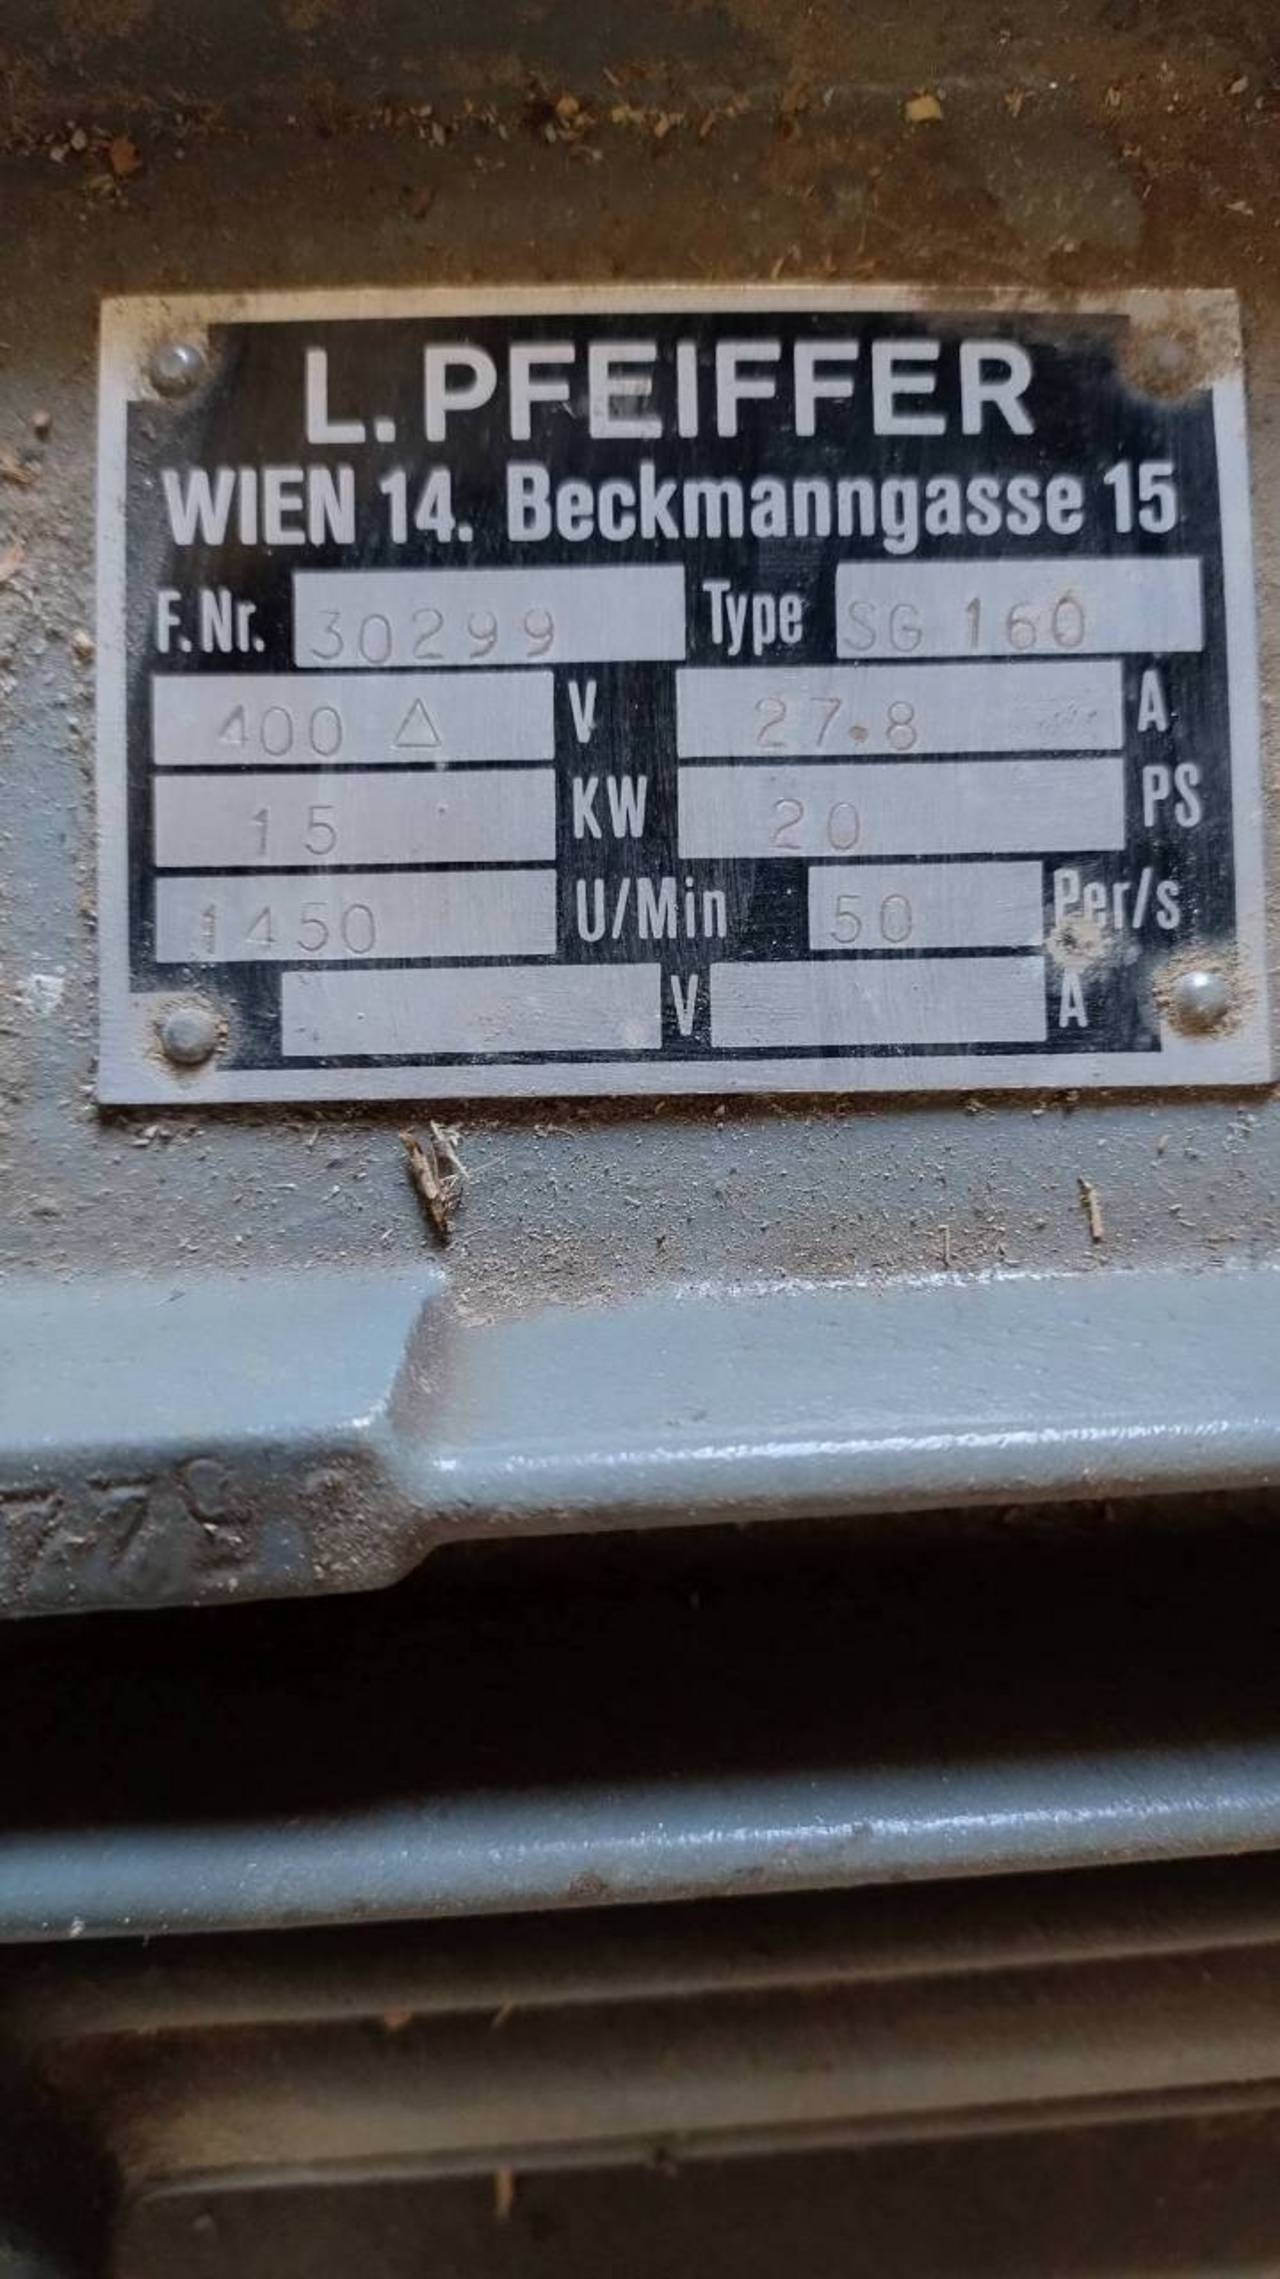 L. PFEIFFER
WIEN 14. Beckmanngasse 15
F. Nr. 30299 Type SG 160
400 △ V 27.8 A
15 KW 20 PS
1450 U/Min 50 Per/s
V A